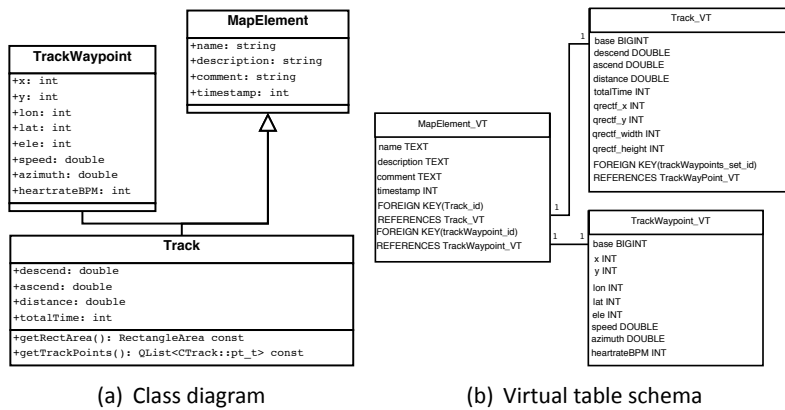 MapElement
+name: string
+description: string
+comment: string
+timestamp: int
TrackWaypoint
+x: int
+y: int
+lon: int
+lat: int
+ele: int
+speed: double
+azimuth: double
+heartrateBPM: int
Track
+descend: double
+ascend: double
+distance: double
+totalTime: int
+getRectArea(): RectangleArea const
+getTrackPoints(): QList<CTrack::pt_t> const
(a) Class diagram
MapElement_VT
name TEXT
description TEXT
comment TEXT
timestamp INT
FOREIGN KEY(Track_id)
REFERENCES Track_VT
FOREIGN KEY(trackWaypoint_id)
REFERENCES TrackWaypoint_VT
1
1
1
1
Track_VT
base BIGINT
descend DOUBLE
ascend DOUBLE
distance DOUBLE
totalTime INT
qrectf_x INT
qrectf_y INT
qrectf_width INT
qrectf_height INT
FOREIGN KEY(trackWaypoints_set_id)
REFERENCES TrackWayPoint_VT
TrackWaypoint_VT
base BIGINT
x INT
y INT
lon INT
lat INT
ele INT
speed DOUBLE
azimuth DOUBLE
heartrateBPM INT
(b) Virtual table schema